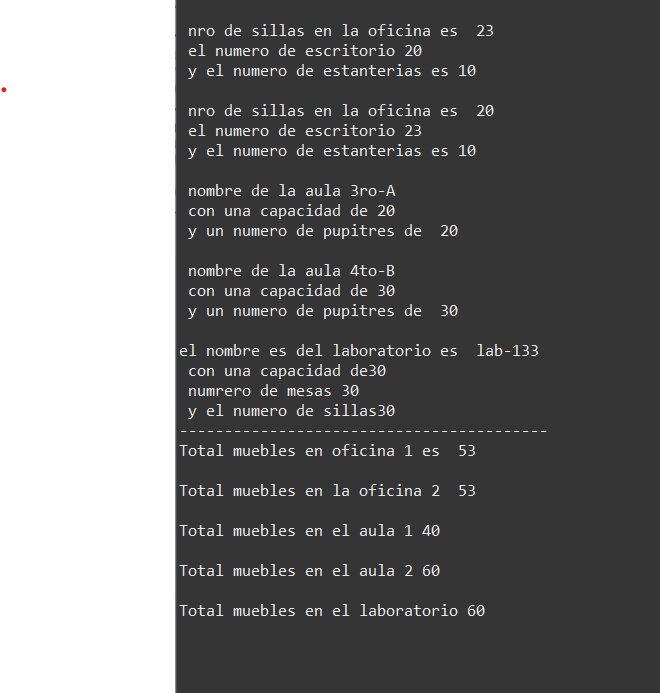 nro de sillas en la oficina es  23
el numero de escritorio 20
y el numero de estanterias es 10
nro de sillas en la oficina es  20
el numero de escritorio 23
y el numero de estanterias es 10
nombre de la aula 3ro-A
con una capacidad de 20
y un numero de pupitres de  20
nombre de la aula 4to-B
con una capacidad de 30
y un numero de pupitres de  30
el nombre es del laboratorio es  lab-133
con una capacidad de30
numrero de mesas 30
y el numero de sillas30
-----------------------------------------
Total muebles en oficina 1 es  53
Total muebles en la oficina 2  53
Total muebles en el aula 1 40
Total muebles en el aula 2 60
Total muebles en el laboratorio 60